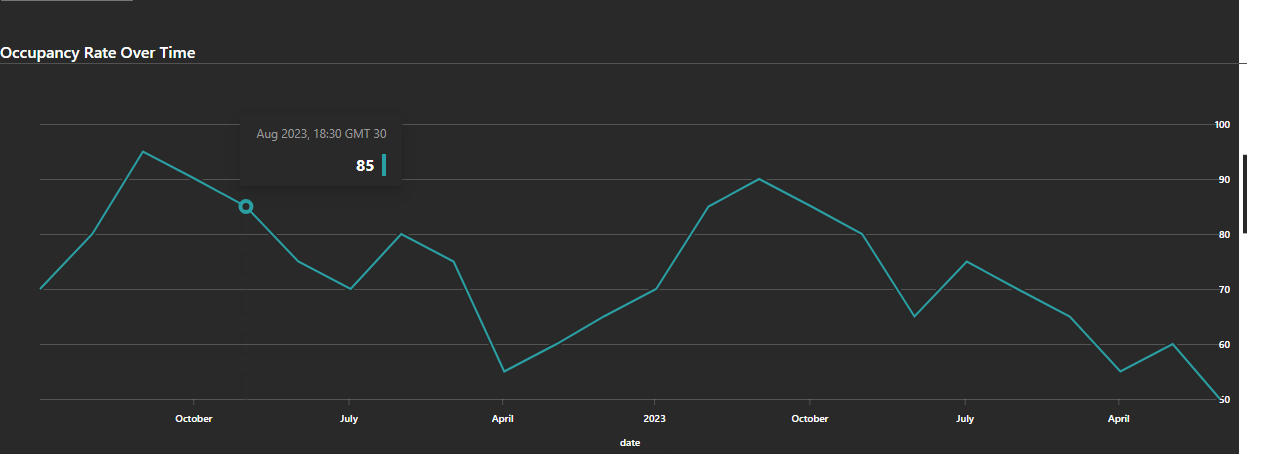 Occupancy Rate Over Time
Aug 2023, 18:30 GMT 30
85
100
90
80
70
60
50
October
July
April
2023
October
July
April
date